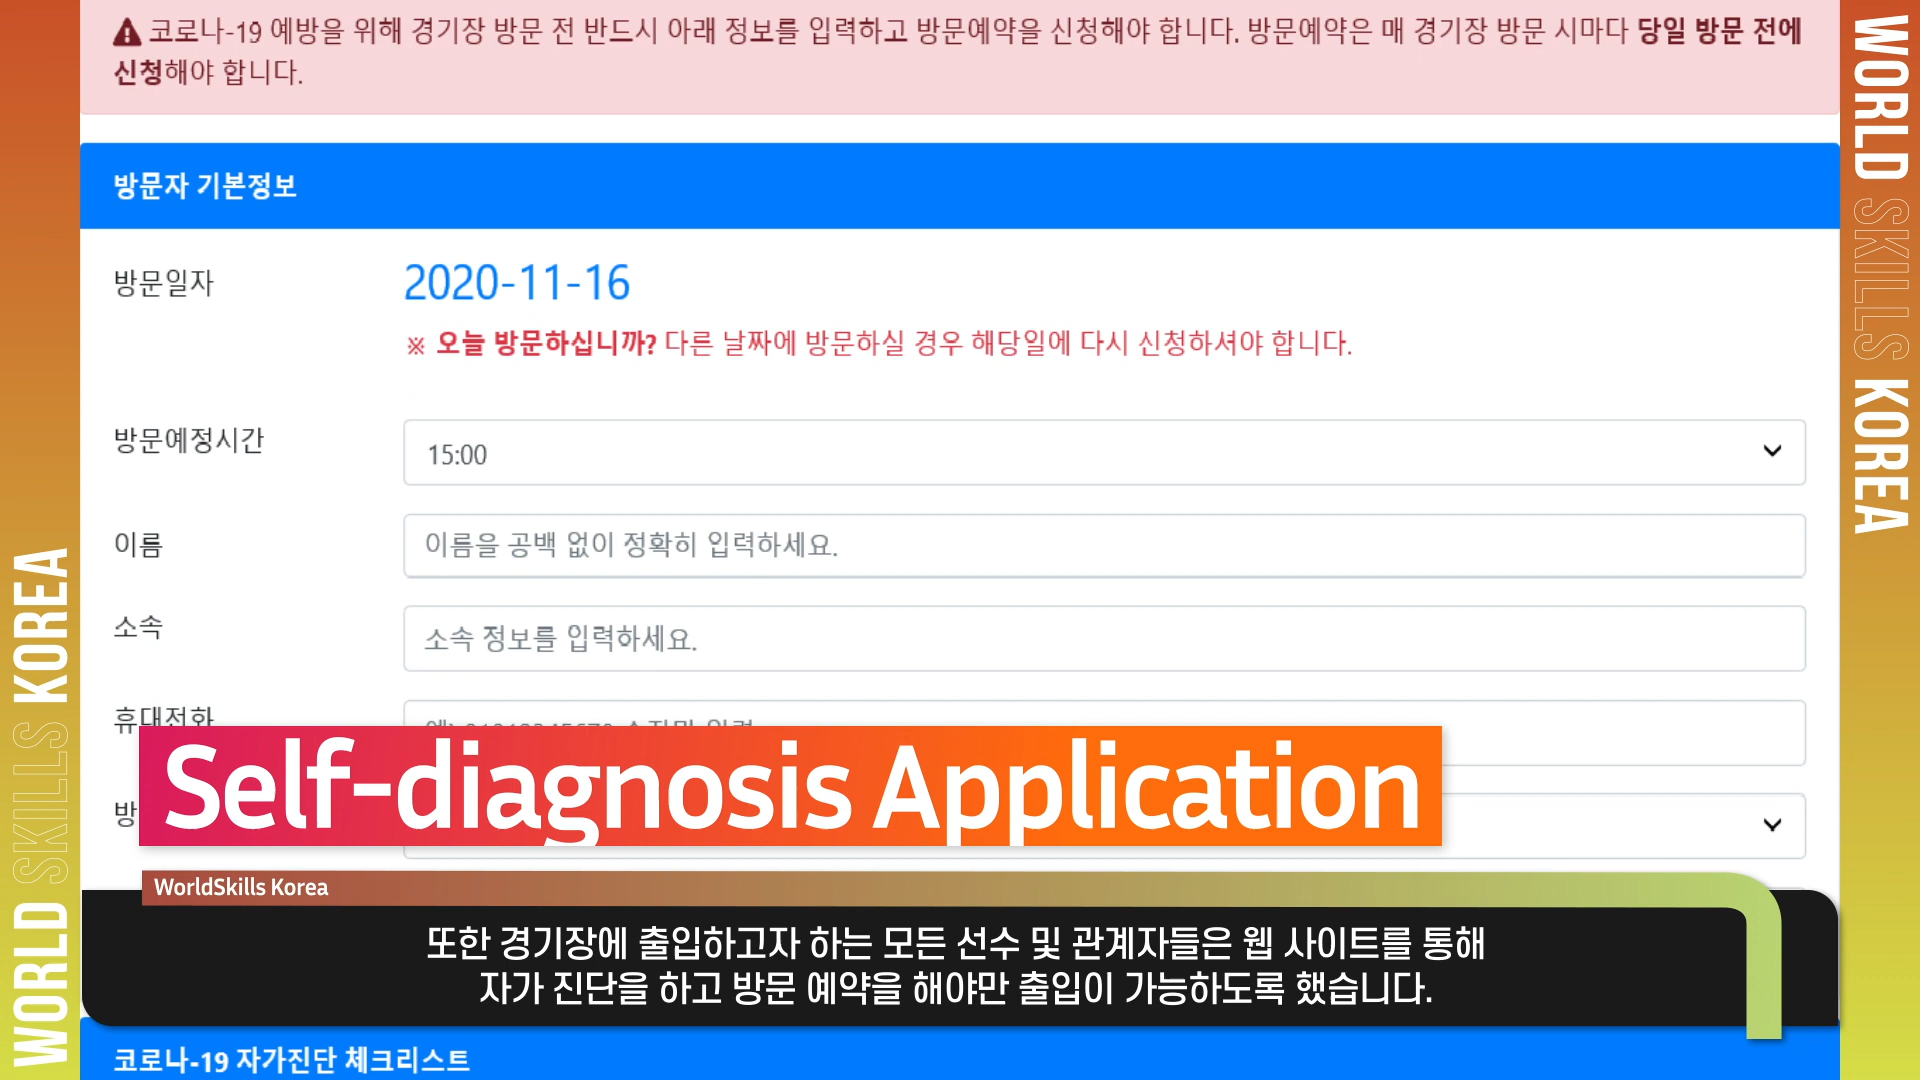 코로나-19 예방을 위해 경기장 방문 전 반드시 아래 정보를 입력하고 방문예약을 신청해야 합니다. 방문예약은 매 경기장 방문 시마다 당일 방문 전에
신청해야 합니다.
방문자 기본정보
방문일자
2020-11-16
※ 오늘 방문하십니까? 다른 날짜에 방문하실 경우 해당일에 다시 신청하셔야 합니다.
방문예정시간
15:00
이름
이름을 공백 없이 정확히 입력하세요.
소속
소속 정보를 입력하세요.
휴대전화
방
Self-diagnosis Application
WorldSkills Korea
또한 경기장에 출입하고자 하는 모든 선수 및 관계자들은 웹 사이트를 통해
자가 진단을 하고 방문 예약을 해야만 출입이 가능하도록 했습니다.
코로나-19 자가진단 체크리스트
WORLD SKILLS KOREA
WORLD SKILLS KOREA